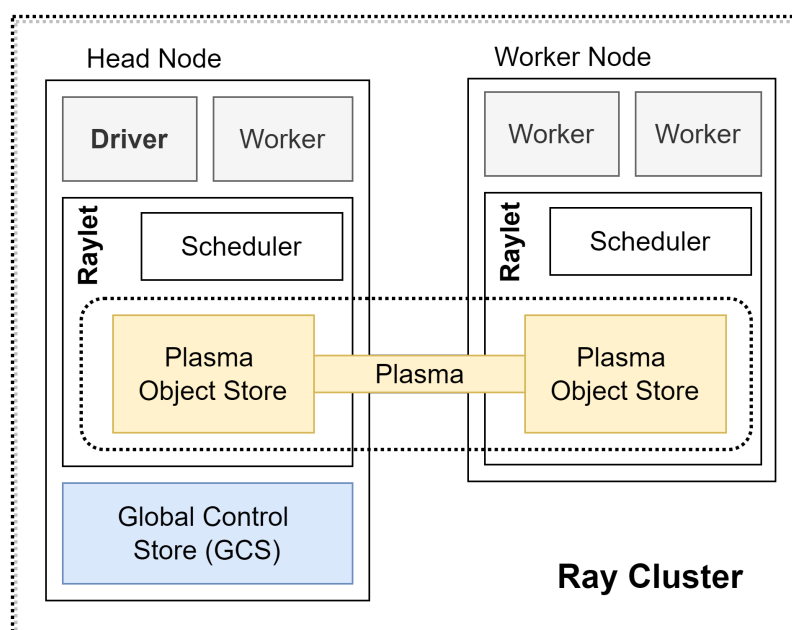 Head Node
Driver
Worker
Raylet
Scheduler
Plasma
Object Store
Global Control
Store (GCS)
Plasma
Worker Node
Worker
Worker
Raylet
Scheduler
Plasma
Object Store
Ray Cluster